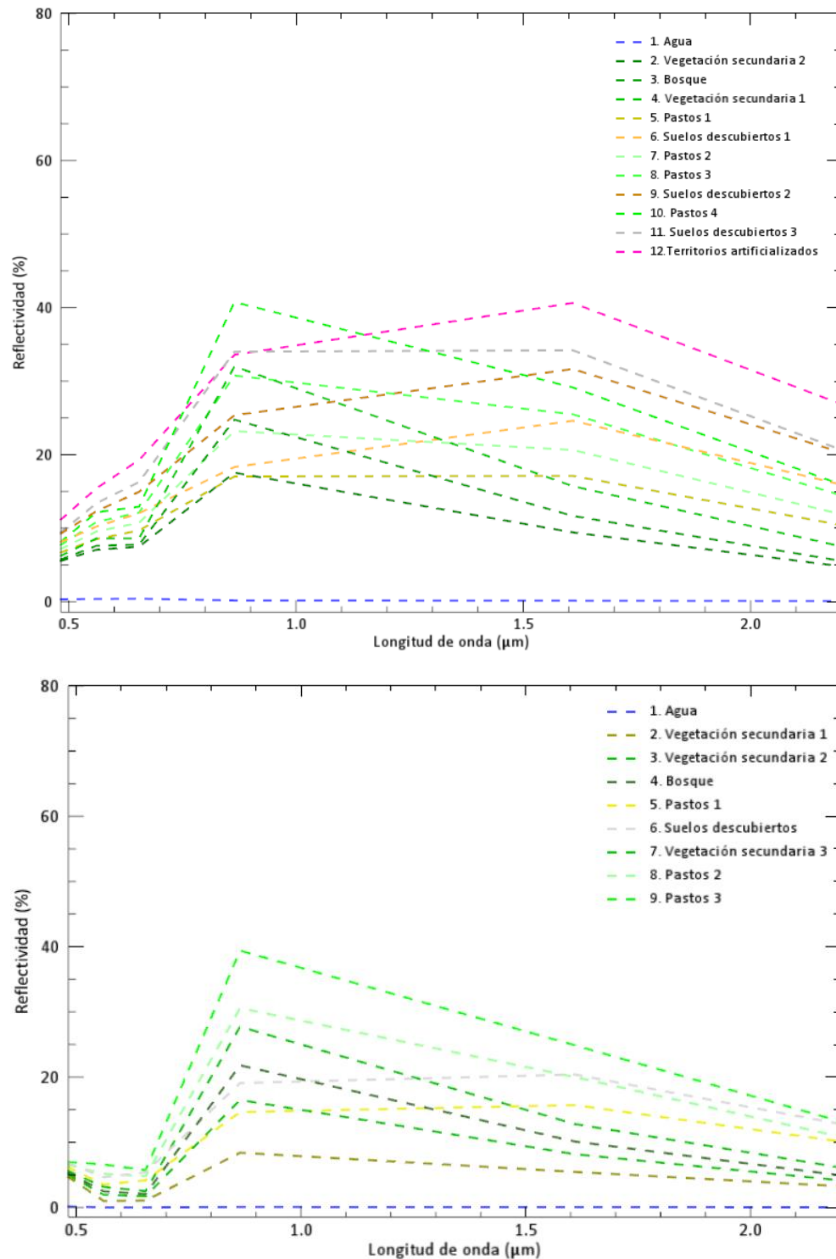 80
60
40
20
0
Reflectividad (%)
1. Agua
2. Vegetación secundaria 2
3. Bosque
4. Vegetación secundaria 1
5. Pastos 1
6. Suelos descubiertos 1
7. Pastos 2
8. Pastos 3
9. Suelos descubiertos 2
10. Pastos 4
11. Suelos descubiertos 3
12.Territorios artificializados
0.5 1.0 1.5 2.0
Longitud de onda (µm)
80
60
40
20
0
Reflectividad (%)
1. Agua
2. Vegetación secundaria 1
3. Vegetación secundaria 2
4. Bosque
5. Pastos 1
6. Suelos descubiertos
7. Vegetación secundaria 3
8. Pastos 2
9. Pastos 3
0.5 1.0 1.5 2.0
Longitud de onda (µm)